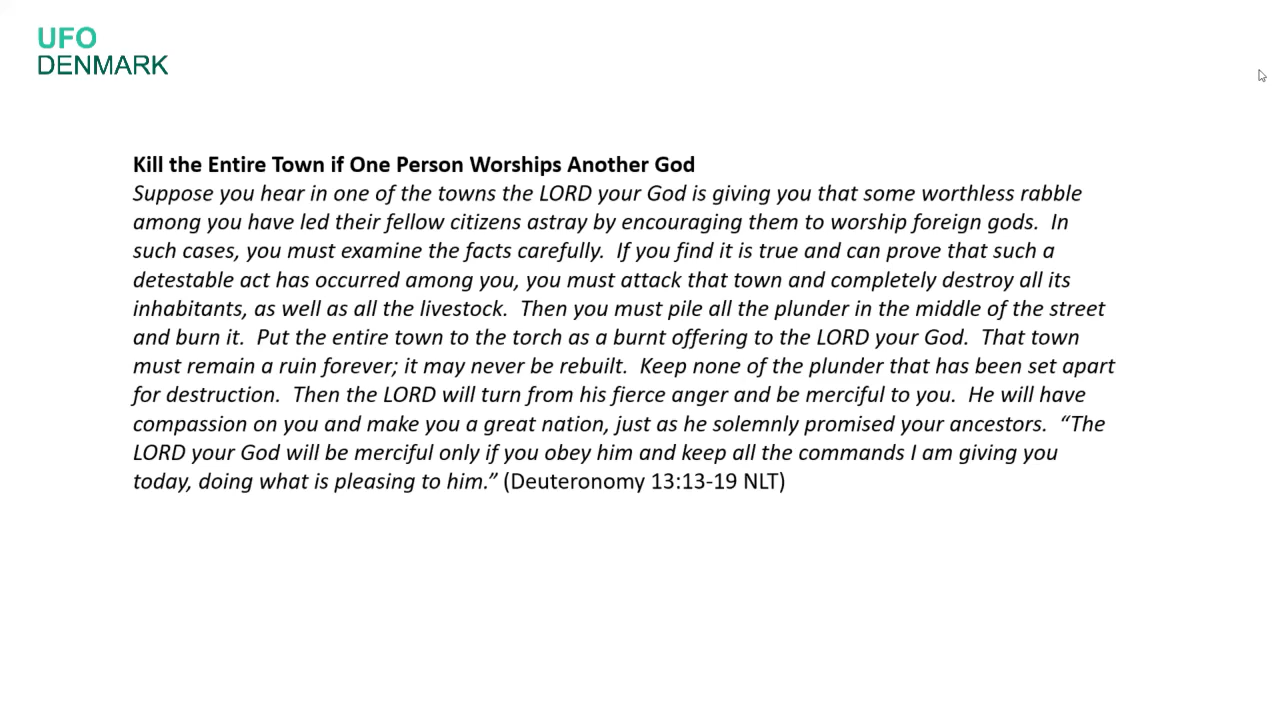 UFO
DENMARK
Kill the Entire Town if One Person Worships Another God
Suppose you hear in one of the towns the LORD your God is giving you that some worthless rabble
among you have led their fellow citizens astray by encouraging them to worship foreign gods.  In
such cases, you must examine the facts carefully.  If you find it is true and can prove that such a
detestable act has occurred among you, you must attack that town and completely destroy all its
inhabitants, as well as all the livestock.  Then you must pile all the plunder in the middle of the street
and burn it.  Put the entire town to the torch as a burnt offering to the LORD your God.  That town
must remain a ruin forever; it may never be rebuilt.  Keep none of the plunder that has been set apart
for destruction.  Then the LORD will turn from his fierce anger and be merciful to you.  He will have
compassion on you and make you a great nation, just as he solemnly promised your ancestors.  “The
LORD your God will be merciful only if you obey him and keep all the commands I am giving you
today, doing what is pleasing to him.” (Deuteronomy 13:13-19 NLT)